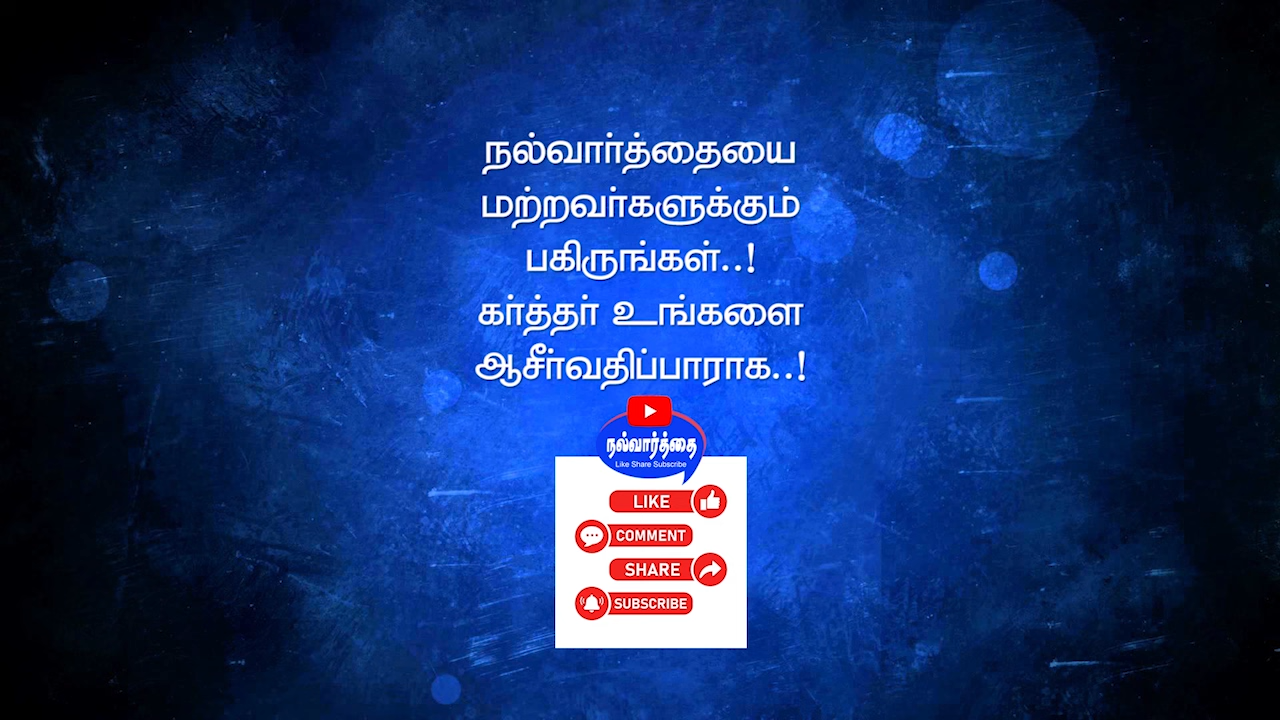 நல்வார்த்தையை
மற்றவர்களுக்கும்
பகிருங்கள்..!
கர்த்தர் உங்களை
ஆசீர்வதிப்பாராக..!
நல்வார்த்தை
Like Share Subscribe
LIKE
COMMENT
SHARE
SUBSCRIBE